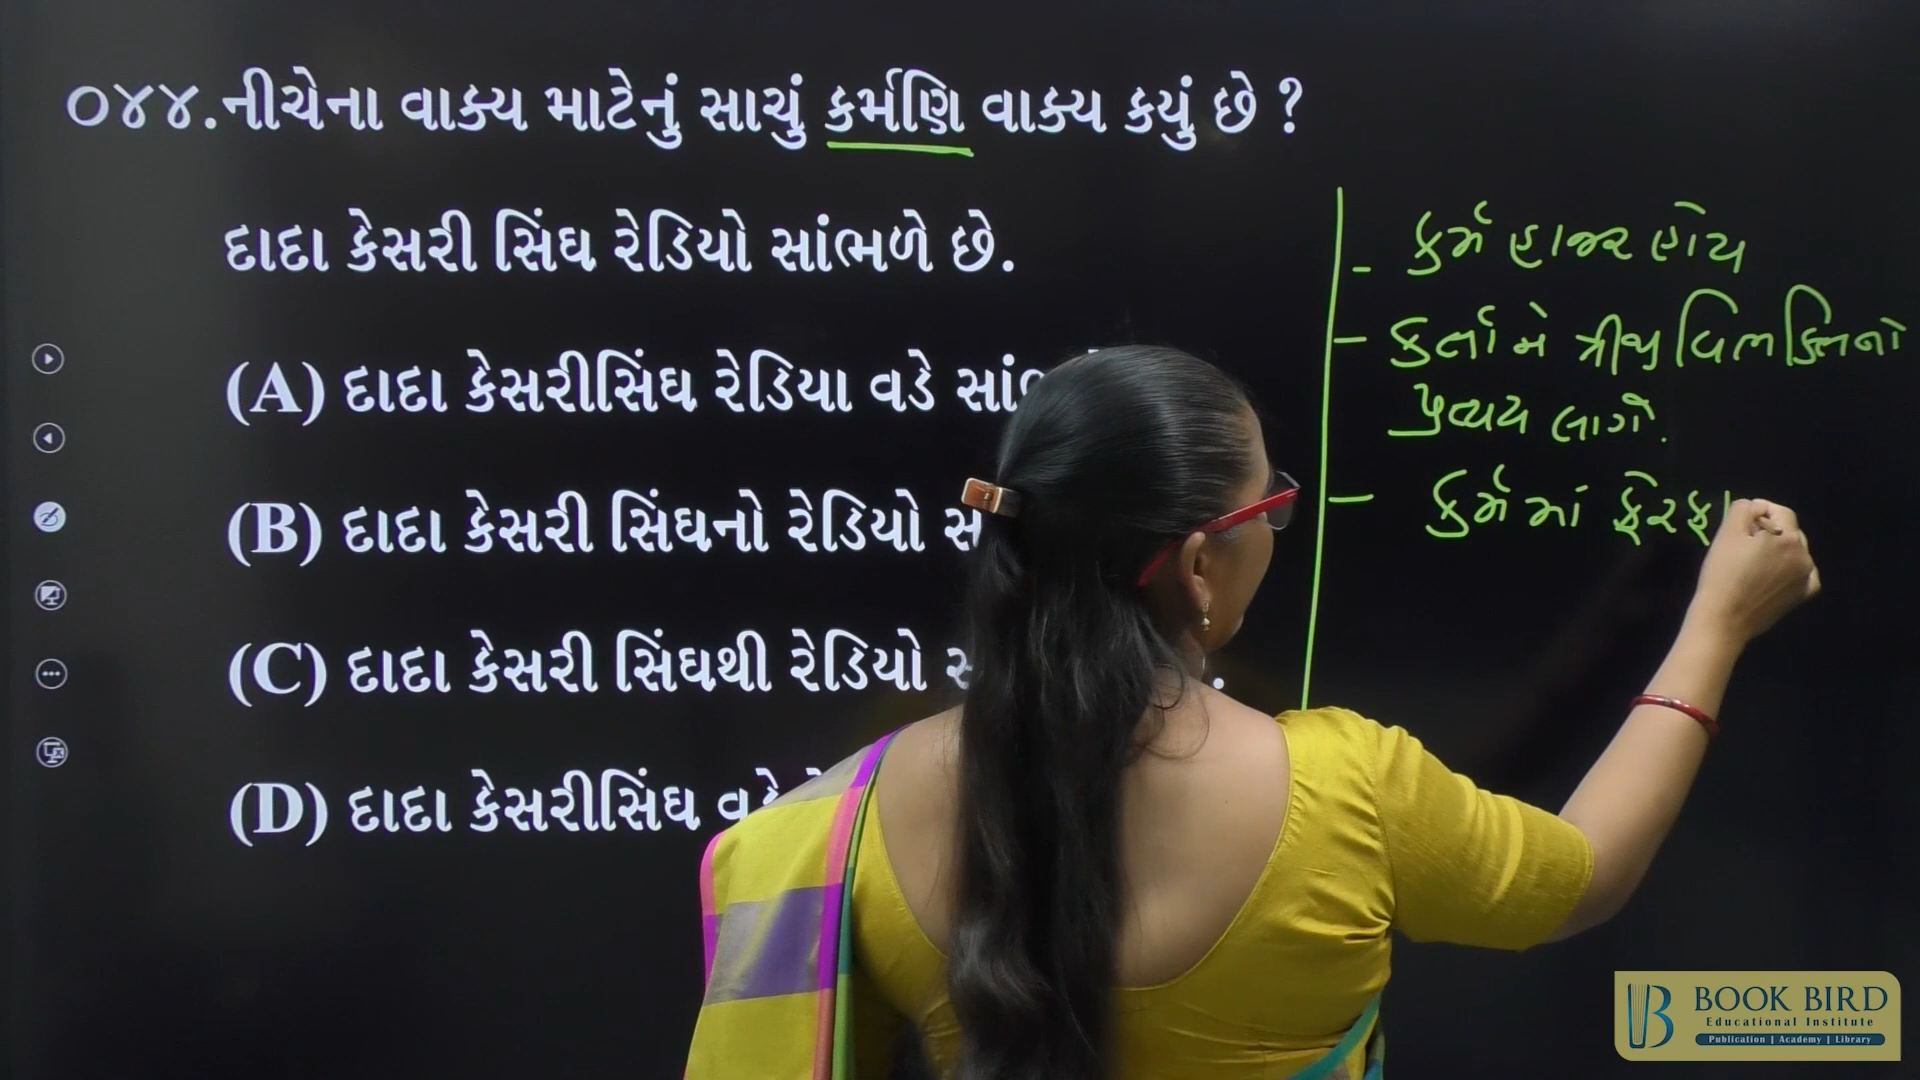 ૦૪૪.નીચેના વાક્ય માટેનું સાચું કર્મણિ વાક્ય કયું છે ?
દાદા કેસરી સિંઘ રેડિયો સાંભળે છે.
(A) દાદા કેસરીસિંઘ રેડિયા વડે
(B) દાદા કેસરી સિંઘનો રેડિયો
(C) દાદા કેસરી સિંઘથી રેડિયો
(D) દાદા કેસરીસિંઘ
- કર્મ હાજર હોય
- કર્તાને ત્રીજી વિભક્તિનો
પ્રત્યય લાગે.
- કર્મમાં
BOOK BIRD
Educational Institute
Publication | Academy | Library